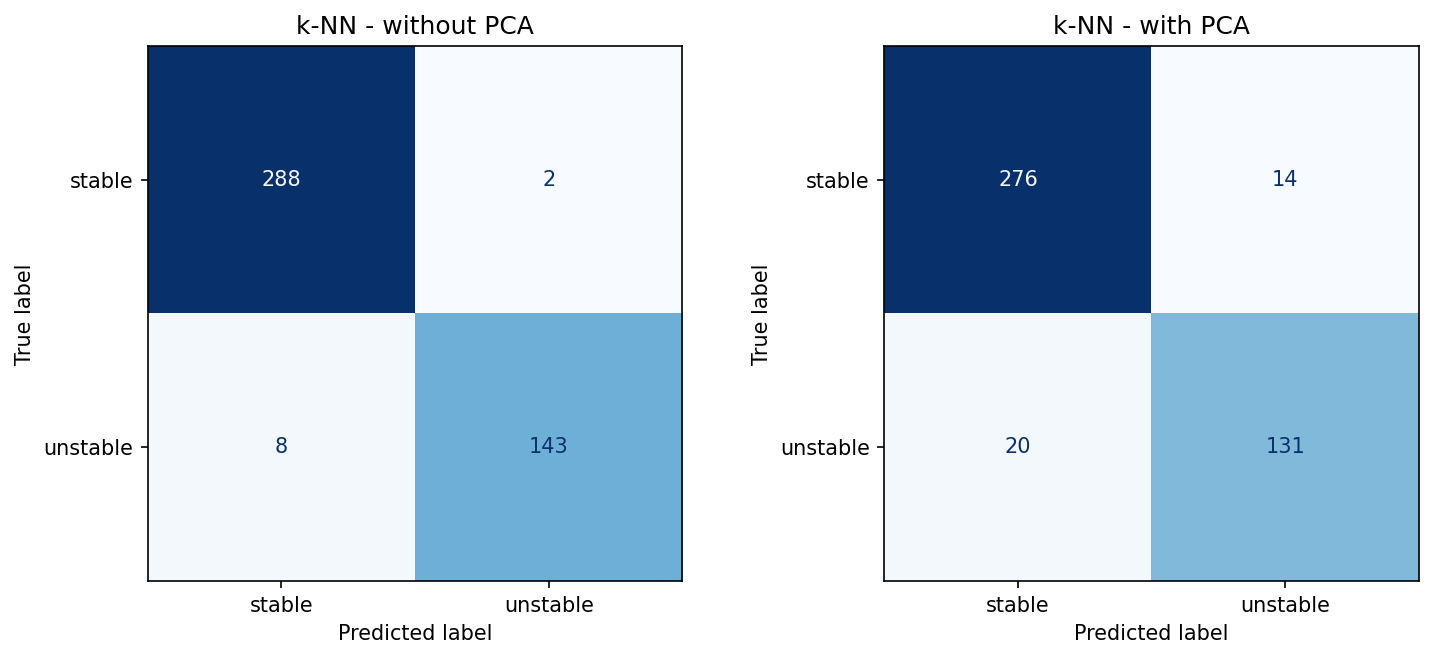 k-NN - without PCA
True label
stable
288
2
unstable
8
143
stable
unstable
Predicted label
k-NN - with PCA
True label
stable
276
14
unstable
20
131
stable
unstable
Predicted label